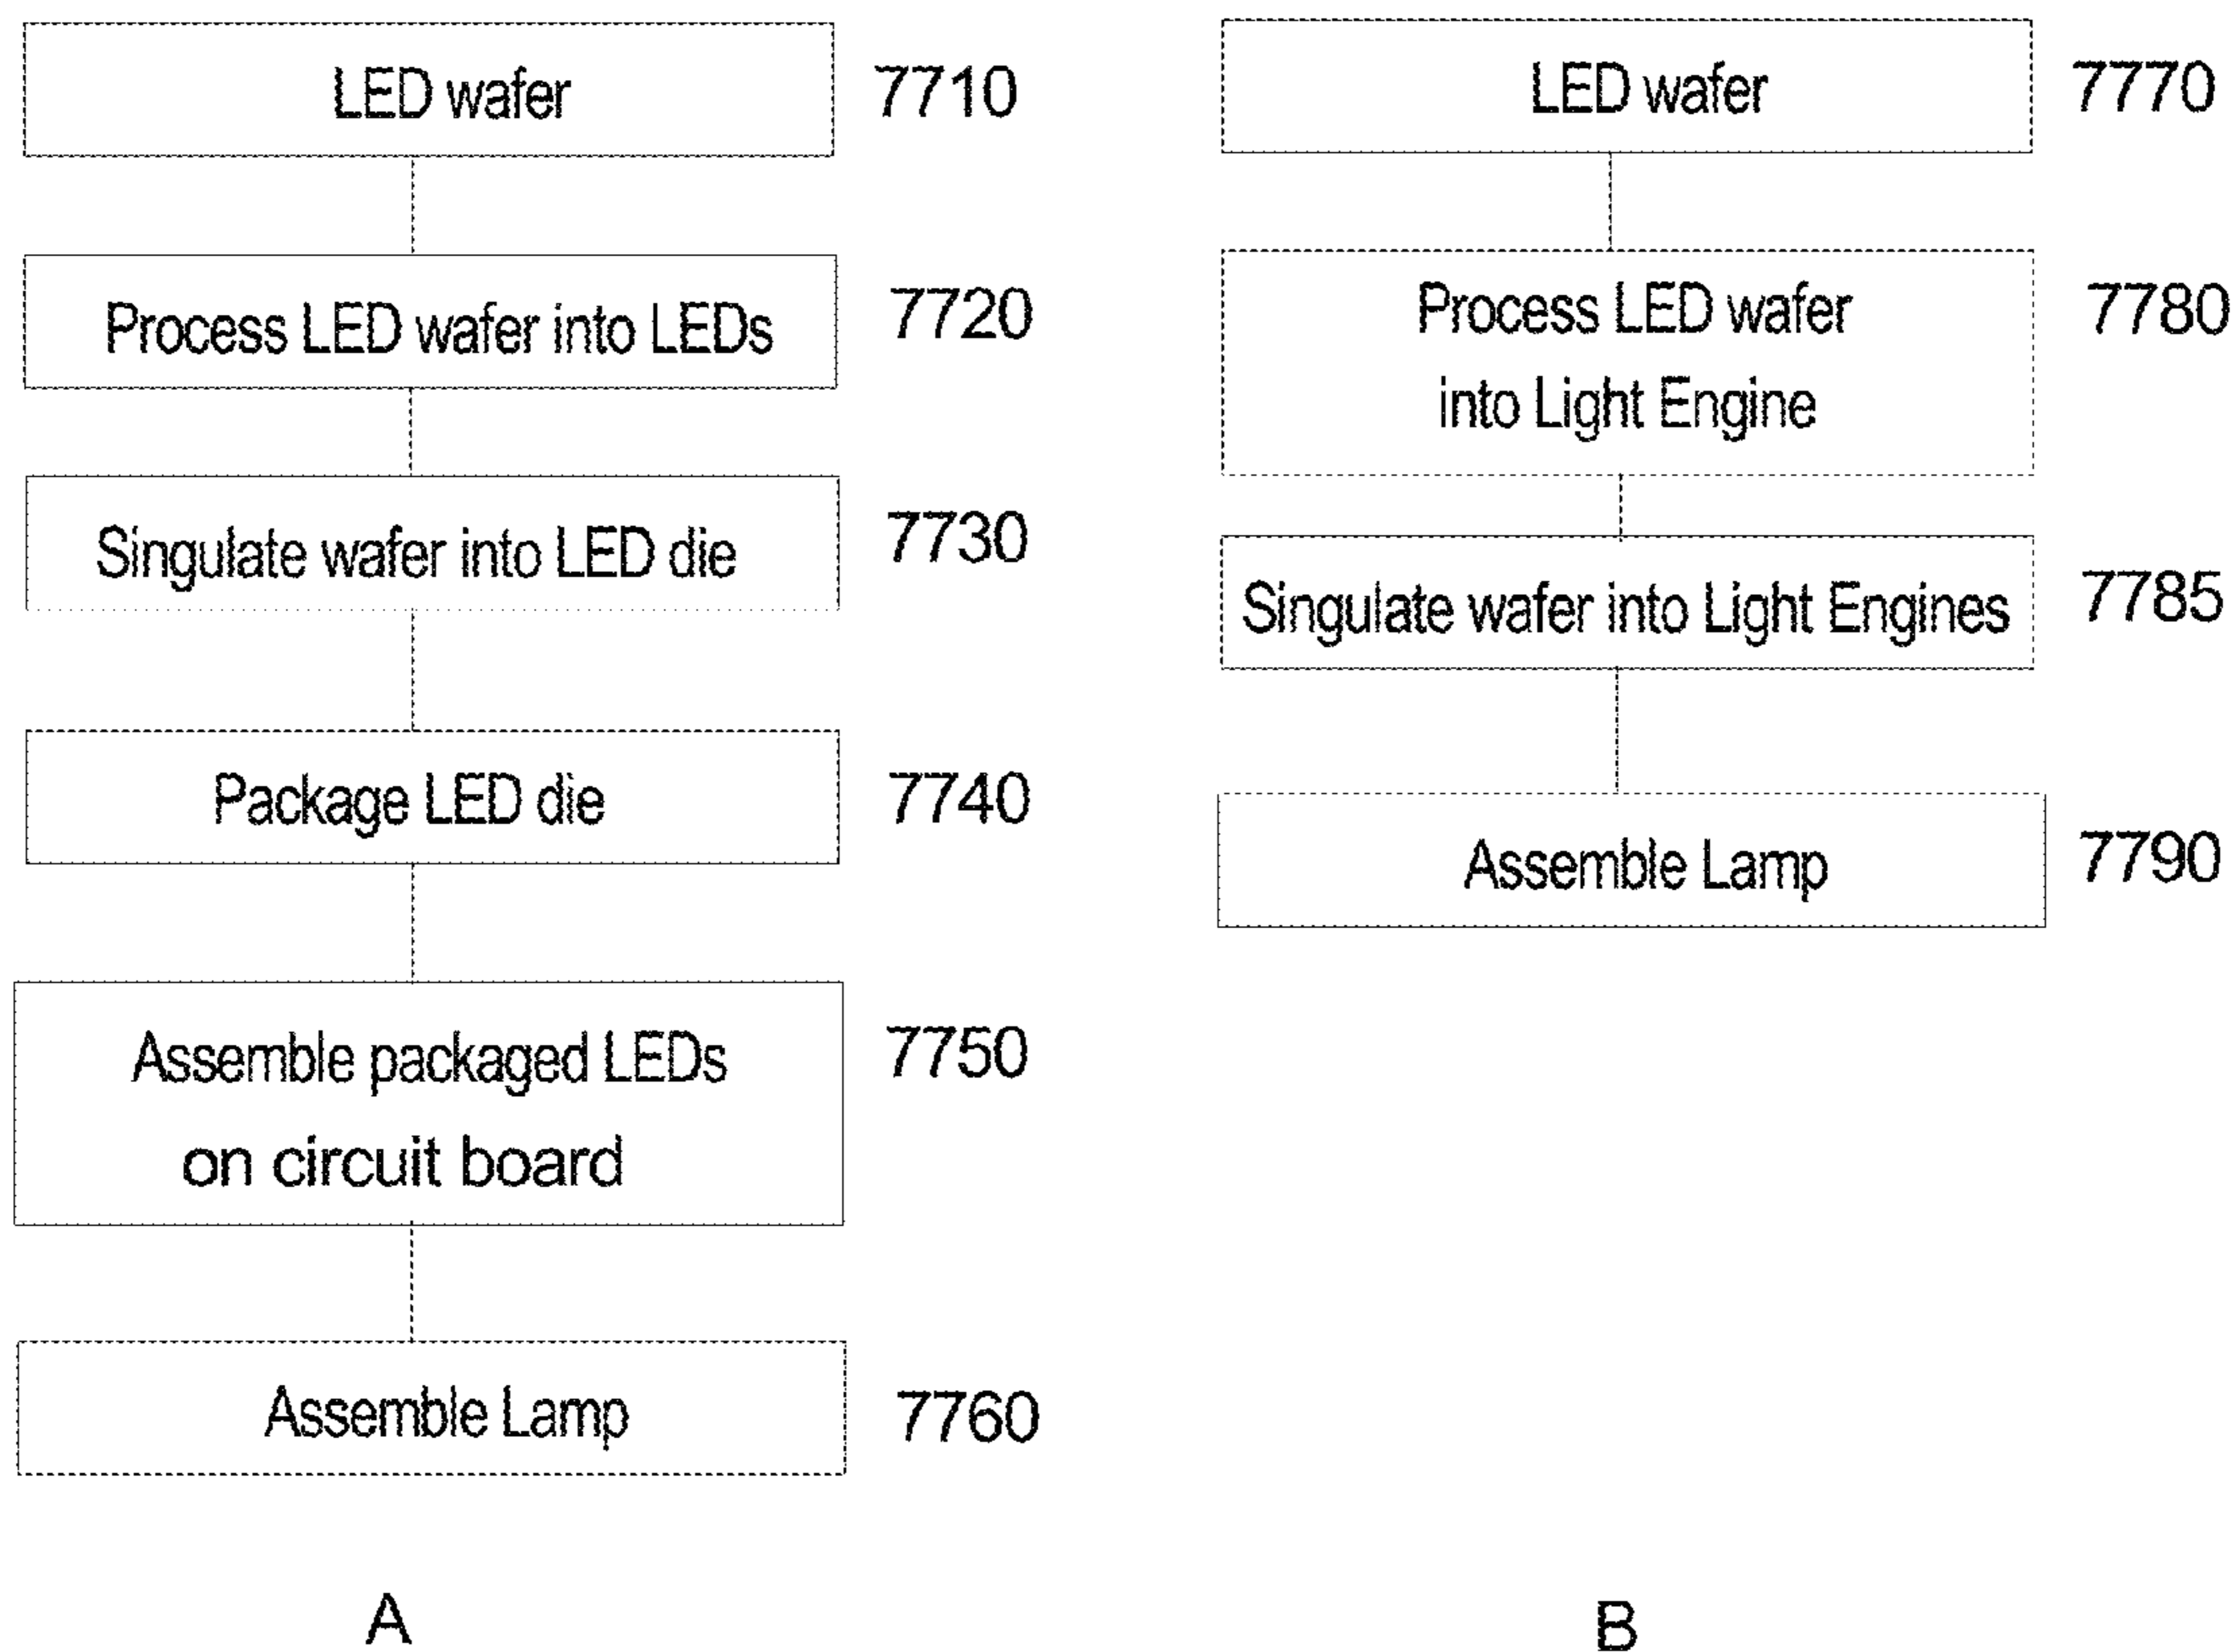 LED wafer
7710
Process LED wafer into LEDs
7720
Singulate wafer into LED die
7730
Package LED die
7740
Assemble packaged LEDs
on circuit board
7750
Assemble Lamp
7760
A
LED wafer
7770
Process LED wafer
into Light Engine
7780
Singulate wafer into Light Engines
7785
Assemble Lamp
7790
B